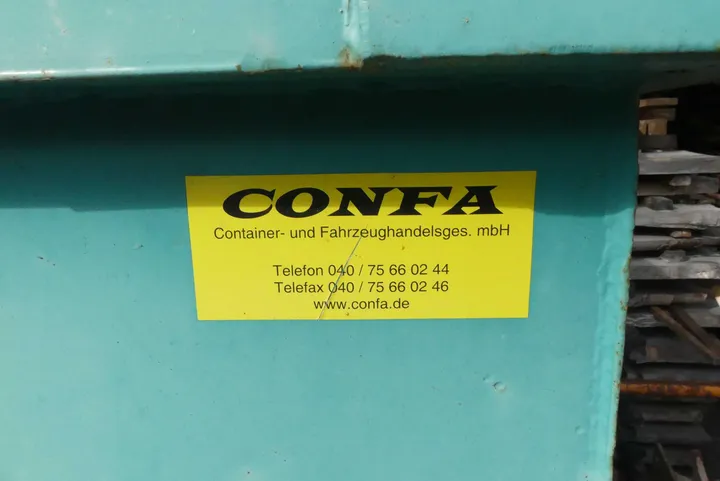 CONFA
Container- und Fahrzeughandelsges. mbH
Telefon 040 / 75 66 02 44
Telefax 040 / 75 66 02 46
www.confa.de